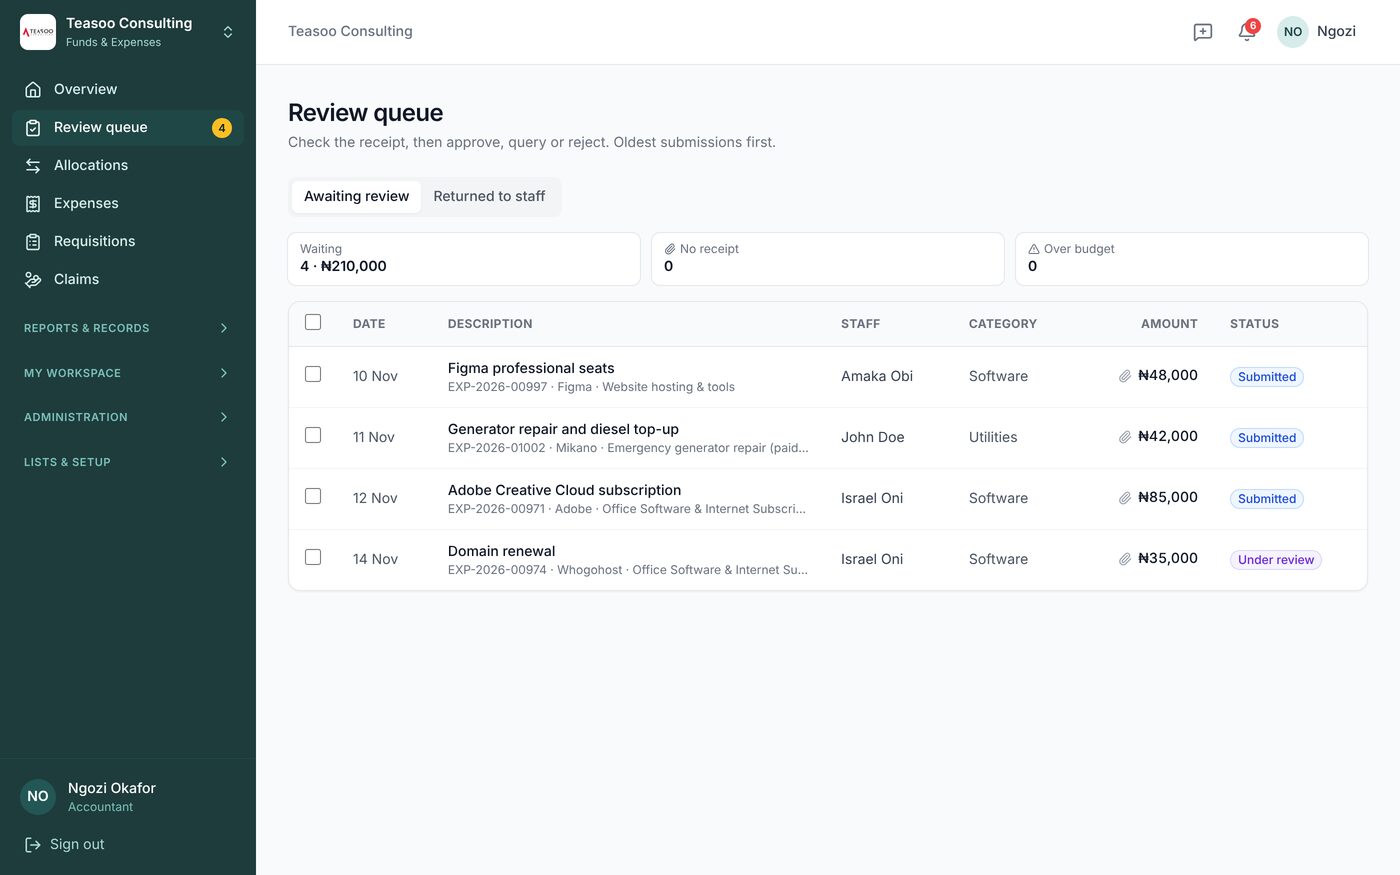 TEASOO
Teasoo Consulting
Funds & Expenses
Overview
Review queue
4
Allocations
Expenses
Requisitions
Claims
REPORTS & RECORDS
MY WORKSPACE
ADMINISTRATION
LISTS & SETUP
NO
Ngozi Okafor
Accountant
Sign out
Teasoo Consulting
6
NO
Ngozi
Review queue
Check the receipt, then approve, query or reject. Oldest submissions first.
Awaiting review
Returned to staff
Waiting
4 · ₦210,000
No receipt
0
Over budget
0
DATE DESCRIPTION STAFF CATEGORY AMOUNT STATUS
10 Nov Figma professional seats Amaka Obi Software ₦48,000 Submitted
EXP-2026-00997 · Figma · Website hosting & tools
11 Nov Generator repair and diesel top-up John Doe Utilities ₦42,000 Submitted
EXP-2026-01002 · Mikano · Emergency generator repair (paid...
12 Nov Adobe Creative Cloud subscription Israel Oni Software ₦85,000 Submitted
EXP-2026-00971 · Adobe · Office Software & Internet Subscri...
14 Nov Domain renewal Israel Oni Software ₦35,000 Under review
EXP-2026-00974 · Whogohost · Office Software & Internet Su...